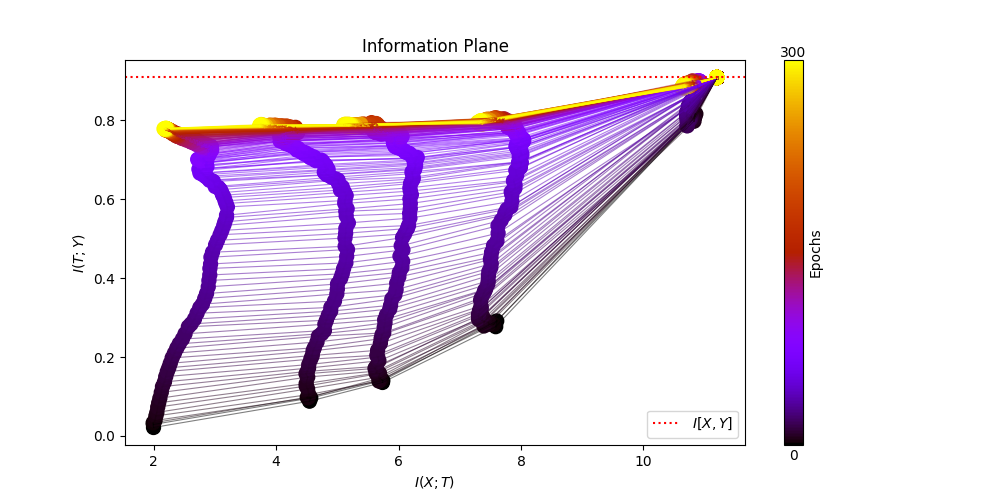 Information Plane
300
0.8
0.6
0.4
0.2
0.0
I(T; Y)
2
4
6
8
10
I(X; T)
I[X, Y]
Epochs
0